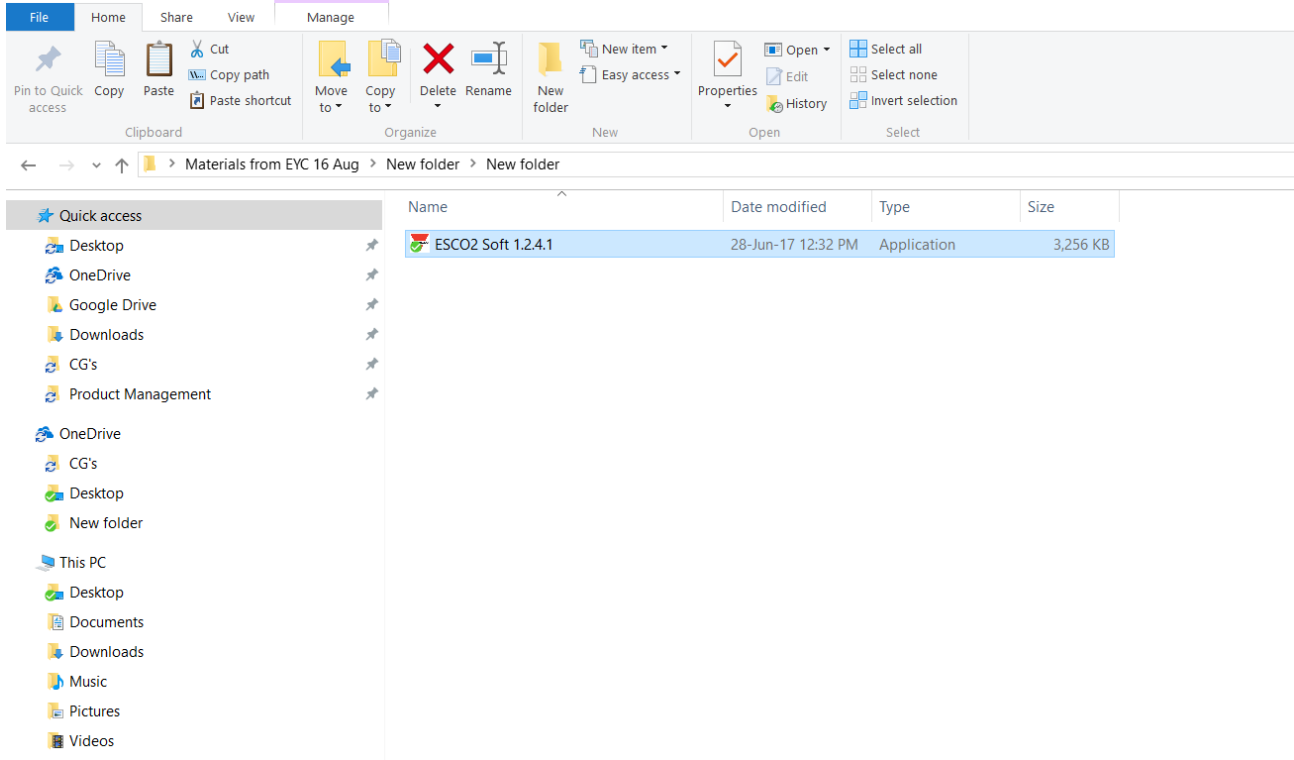 File Home Share View Manage
Pin to Quick access
Copy
Paste
Cut
Copy path
Paste shortcut
Clipboard
Move to
Copy to
Delete
Rename
Organize
New folder
New item
Easy access
New
Properties
Open
Edit
History
Open
Select all
Select none
Invert selection
Select
Materials from EYC 16 Aug > New folder > New folder
Name Date modified Type Size
ESCO2 Soft 1.2.4.1 28-Jun-17 12:32 PM Application 3,256 KB
Quick access
Desktop
OneDrive
Google Drive
Downloads
CG's
Product Management
OneDrive
CG's
Desktop
New folder
This PC
Desktop
Documents
Downloads
Music
Pictures
Videos